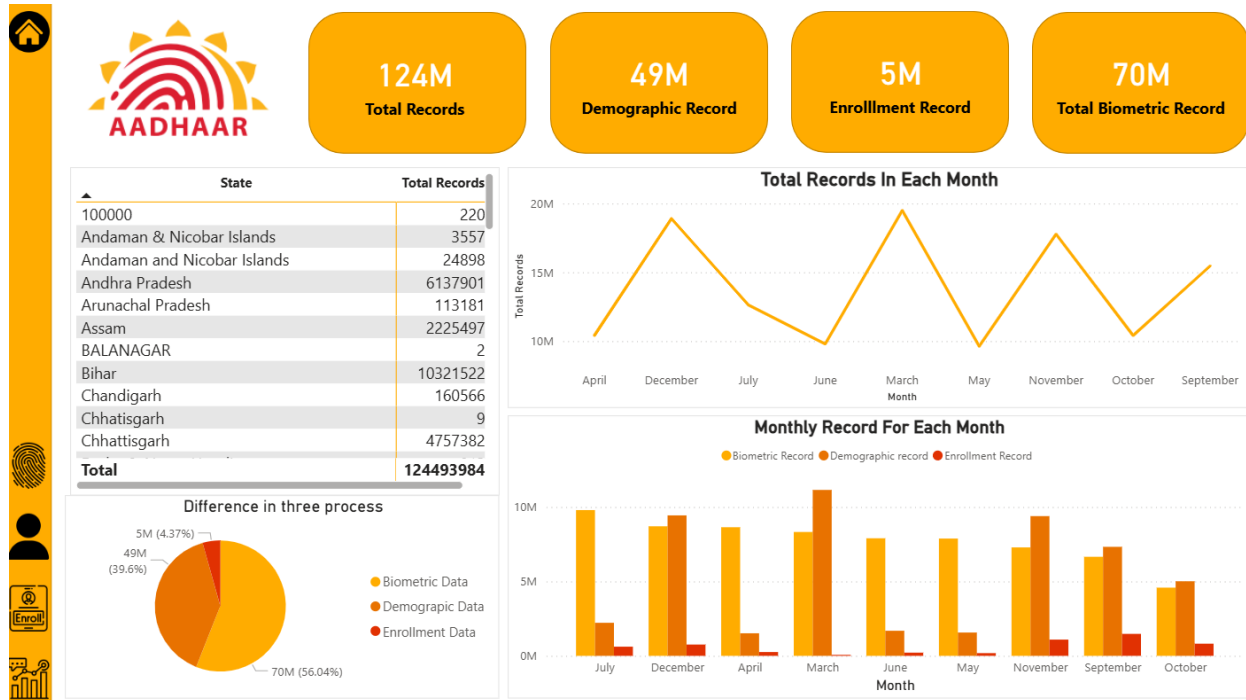 AADHAAR
124M
Total Records
49M
Demographic Record
5M
Enrolllment Record
70M
Total Biometric Record
State Total Records
100000 220
Andaman & Nicobar Islands 3557
Andaman and Nicobar Islands 24898
Andhra Pradesh 6137901
Arunachal Pradesh 113181
Assam 2225497
BALANAGAR 2
Bihar 10321522
Chandigarh 160566
Chhatisgarh 9
Chhattisgarh 4757382
Total 124493984
Total Records In Each Month
Total Records
20M
15M
10M
April December July June March May November October September
Month
Monthly Record For Each Month
Biometric Record Demographic record Enrollment Record
10M
5M
0M
July December April March June May November September October
Month
Difference in three process
5M (4.37%)
49M
(39.6%)
70M (56.04%)
Biometric Data
Demograpic Data
Enrollment Data
Enroll